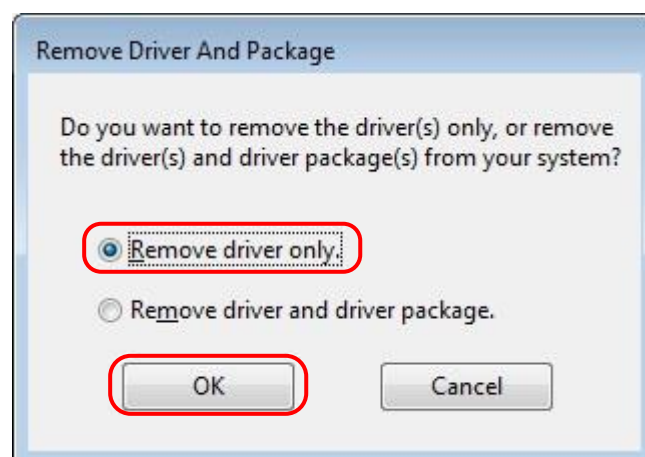 Remove Driver And Package
Do you want to remove the driver(s) only, or remove
the driver(s) and driver package(s) from your system?
Remove driver only.
Remove driver and driver package.
OK Cancel